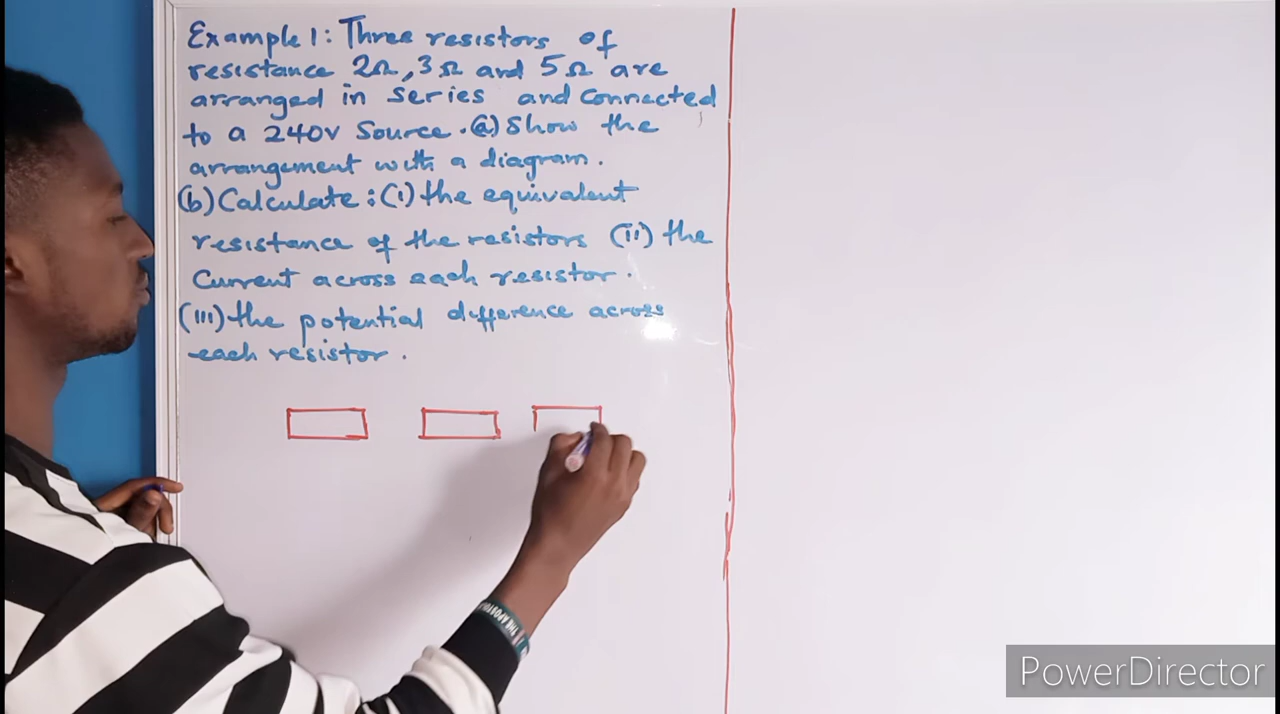 Example 1: Three resistors of
resistance 2Ω, 3Ω and 5Ω are
arranged in series and connected
to a 240V source. (a) Show the
arrangement with a diagram.
(b) Calculate: (i) the equivalent
resistance of the resistors (ii) the
Current across each resistor.
(iii) the potential difference across
each resistor.
THE APOSTOL
PowerDirector